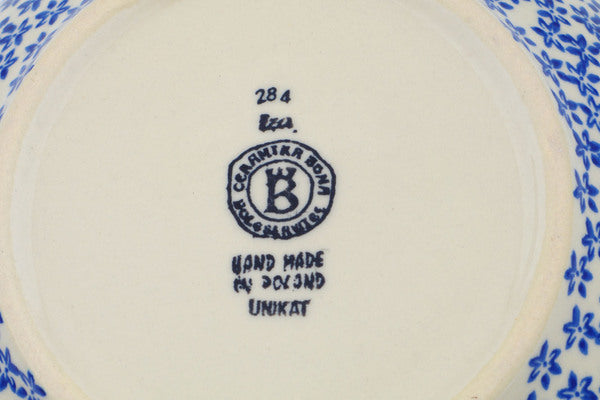 284
Iza.
CERAMIKA BONA
B
BOLESŁAWIEC
HAND MADE
IN POLAND
UNIKAT